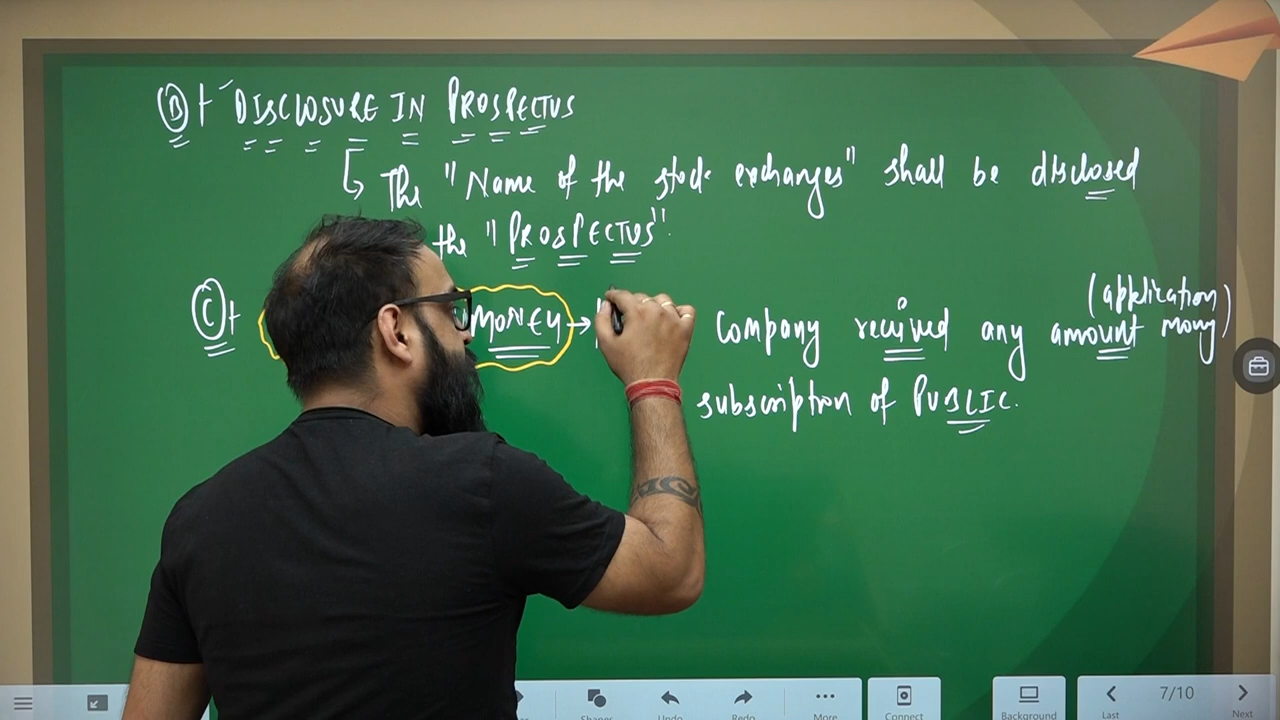 (B) + "DISCLOSURE IN PROSPECTUS
↳ The "Name of the stock exchanges" shall be disclosed
the "PROSPECTUS".
(C) + MONEY → Company received any amount (application money)
subscription of PUBLIC.
Shapes Undo Redo More Connect Background Last 7/10 Next